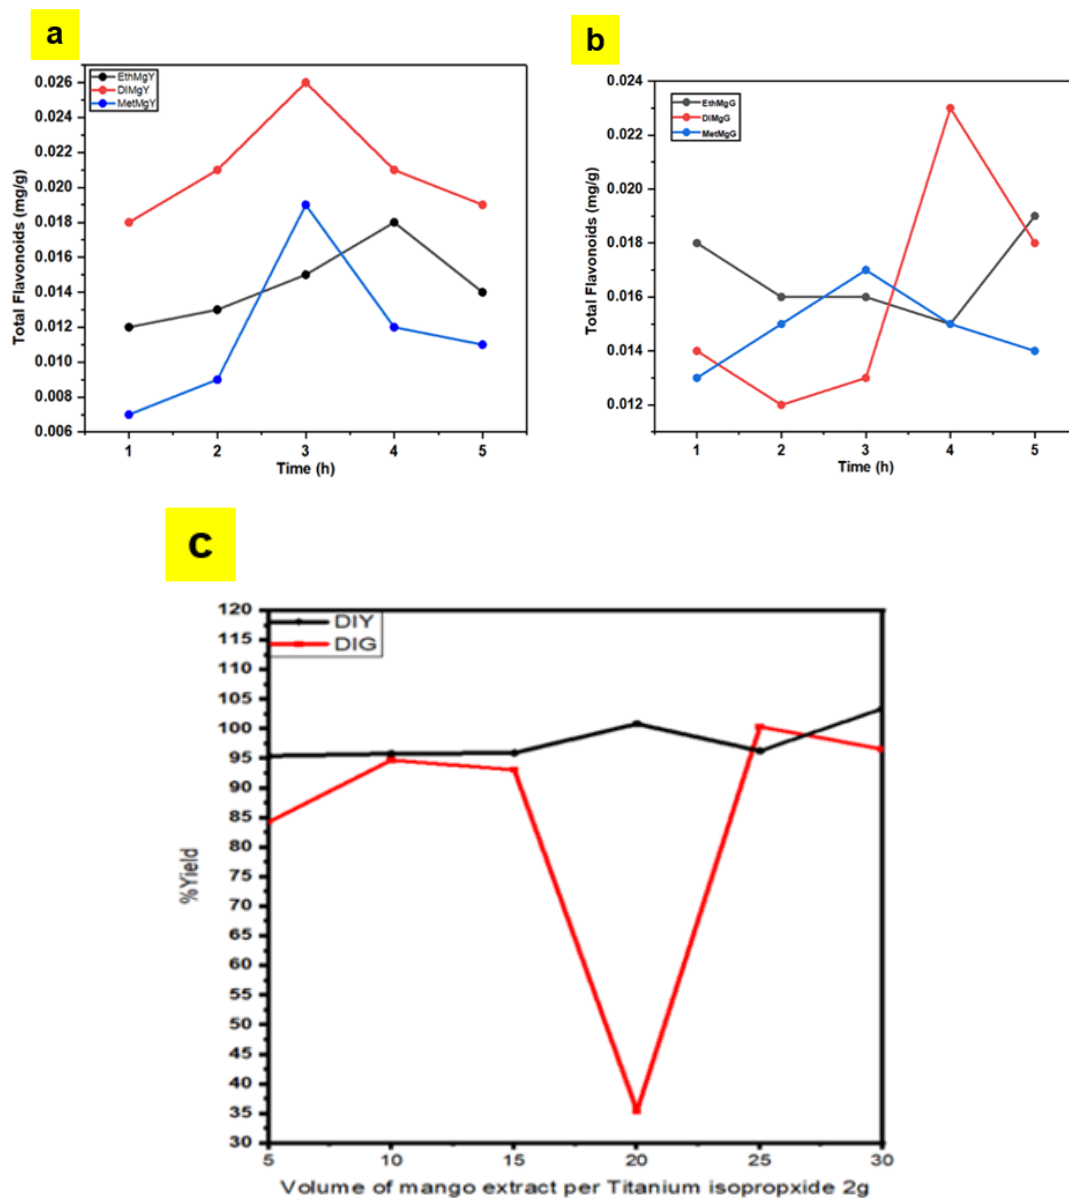 a
EthMgY
DIMgY
MetMgY
0.026
0.024
0.022
0.020
0.018
0.016
0.014
0.012
0.010
0.008
0.006
Total Flavonoids (mg/g)
1 2 3 4 5
Time (h)
b
EthMgG
DIMgG
MetMgG
0.024
0.022
0.020
0.018
0.016
0.014
0.012
Total Flavonoids (mg/g)
1 2 3 4 5
Time (h)
c
DIY
DIG
120
115
110
105
100
95
90
85
80
75
70
65
60
55
50
45
40
35
30
%Yield
5 10 15 20 25 30
Volume of mango extract per Titanium isopropxide 2g